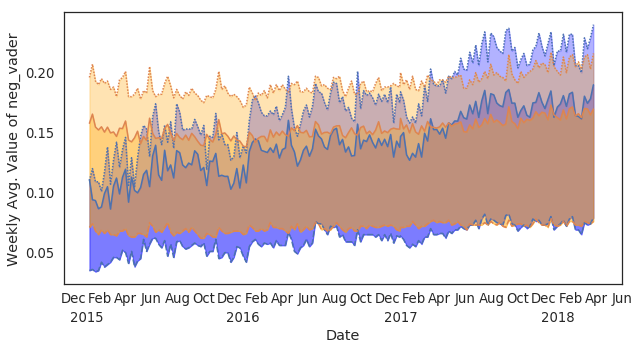 Weekly Avg. Value of neg_vader
0.20
0.15
0.10
0.05
Dec Feb Apr Jun Aug Oct Dec Feb Apr Jun Aug Oct Dec Feb Apr Jun Aug Oct Dec Feb Apr Jun
2015 2016 2017 2018
Date